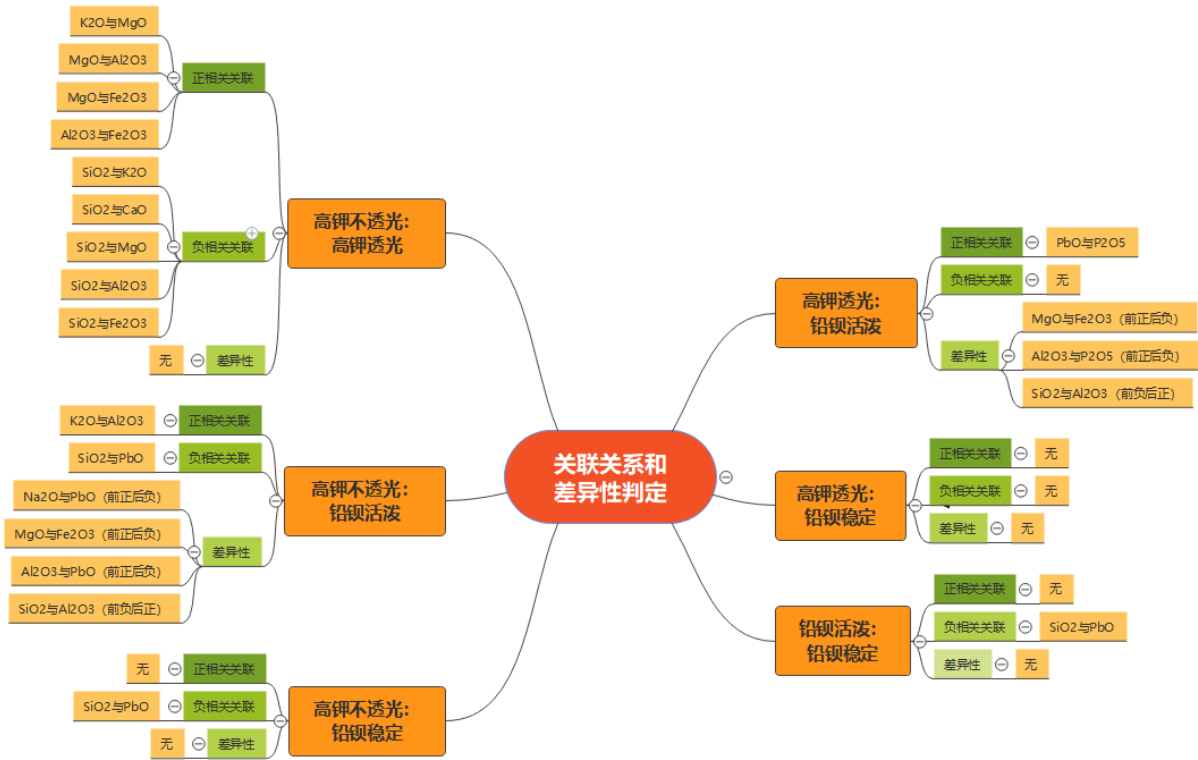 关联关系和
差异性判定
高钾不透光：
高钾透光
正相关关联
K2O与MgO
MgO与Al2O3
MgO与Fe2O3
Al2O3与Fe2O3
负相关关联
SiO2与K2O
SiO2与CaO
SiO2与MgO
SiO2与Al2O3
SiO2与Fe2O3
差异性
无
高钾不透光：
铅钡活泼
正相关关联
K2O与Al2O3
负相关关联
SiO2与PbO
差异性
Na2O与PbO（前正后负）
MgO与Fe2O3（前正后负）
Al2O3与PbO（前正后负）
SiO2与Al2O3（前负后正）
高钾不透光：
铅钡稳定
正相关关联
无
负相关关联
SiO2与PbO
差异性
无
高钾透光：
铅钡活泼
正相关关联
PbO与P2O5
负相关关联
无
差异性
MgO与Fe2O3（前正后负）
Al2O3与P2O5（前正后负）
SiO2与Al2O3（前负后正）
高钾透光：
铅钡稳定
正相关关联
无
负相关关联
无
差异性
无
铅钡活泼：
铅钡稳定
正相关关联
无
负相关关联
SiO2与PbO
差异性
无